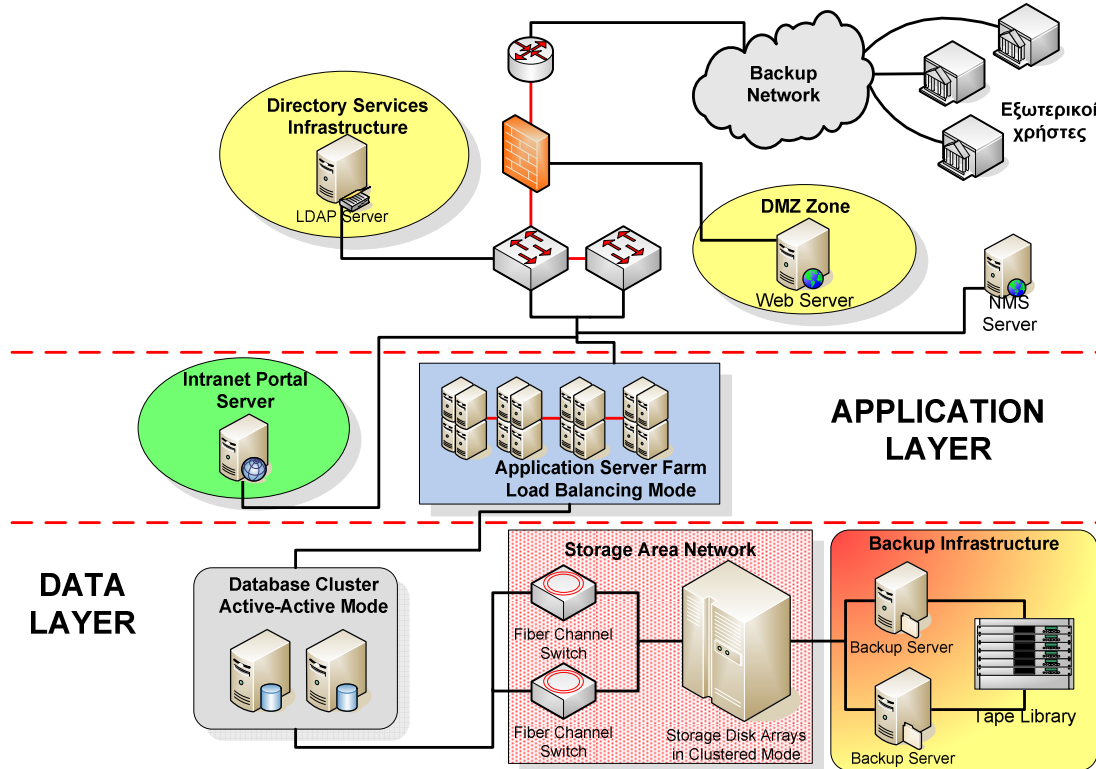 Backup
Network
Εξωτερικοί
χρήστες
Directory Services
Infrastructure
LDAP Server
DMZ Zone
Web Server
NMS
Server
Intranet Portal
Server
Application Server Farm
Load Balancing Mode
APPLICATION
LAYER
DATA
LAYER
Database Cluster
Active-Active Mode
Storage Area Network
Fiber Channel
Switch
Fiber Channel
Switch
Storage Disk Arrays
in Clustered Mode
Backup Infrastructure
Backup Server
Backup Server
Tape Library